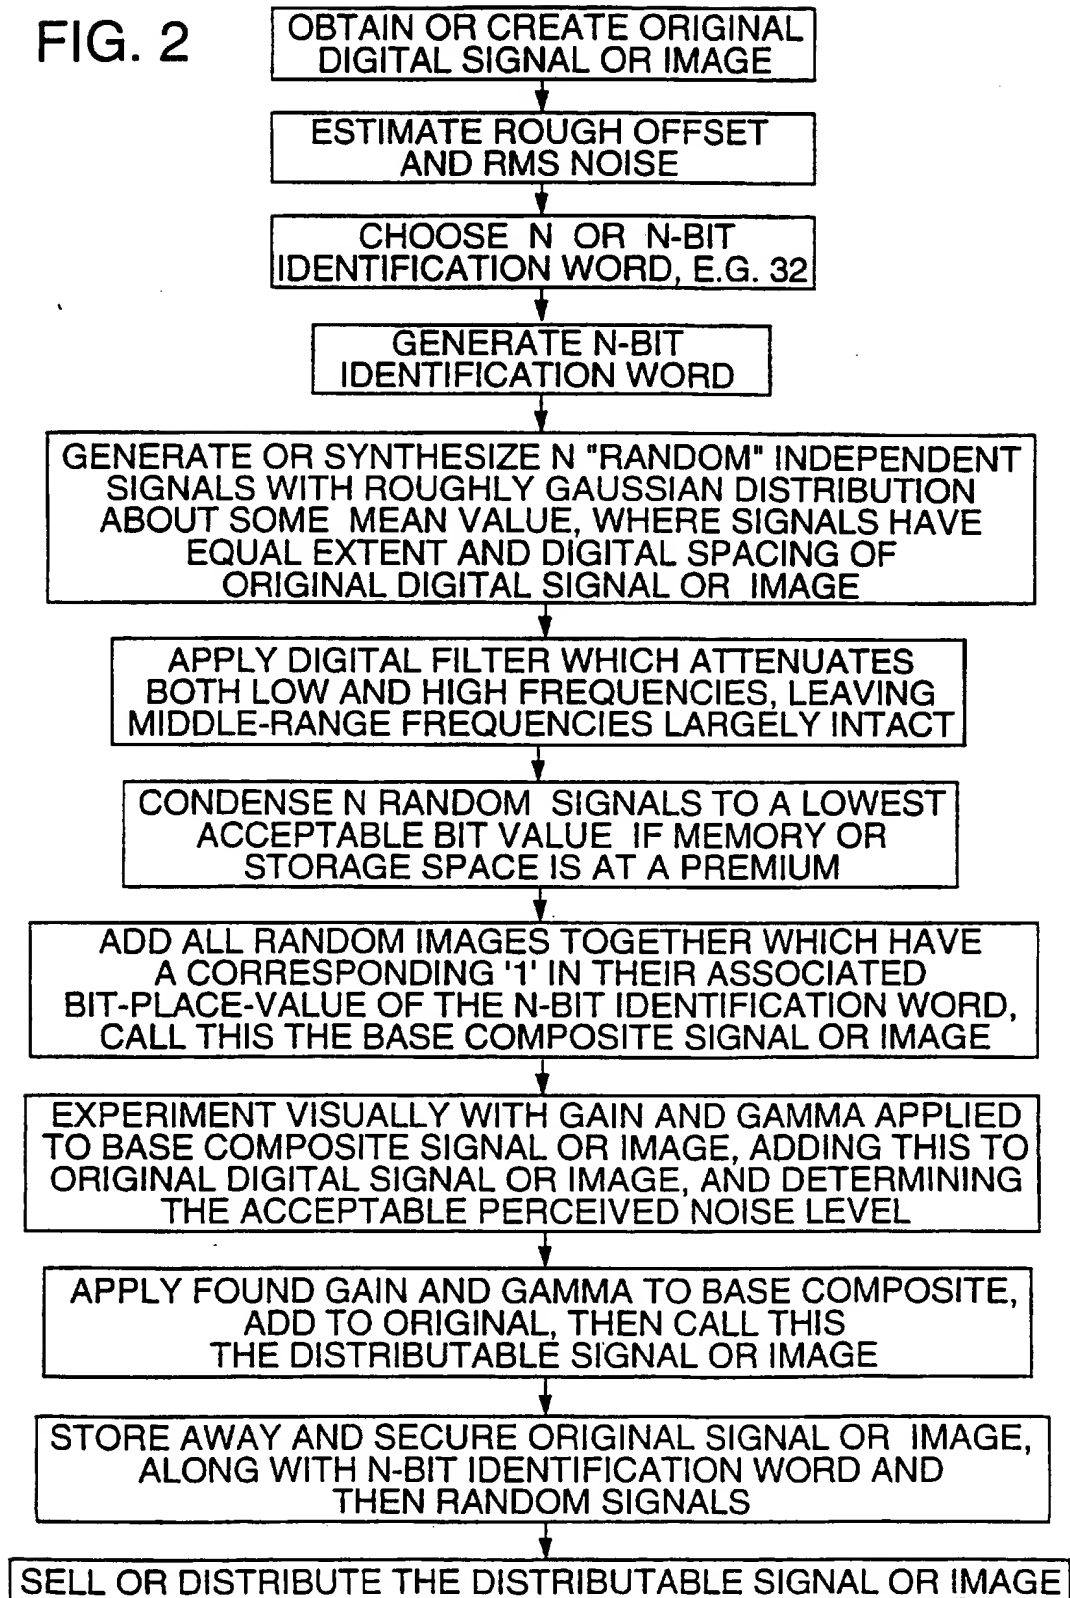 FIG. 2
OBTAIN OR CREATE ORIGINAL
DIGITAL SIGNAL OR IMAGE
ESTIMATE ROUGH OFFSET
AND RMS NOISE
CHOOSE N OR N-BIT
IDENTIFICATION WORD, E.G. 32
GENERATE N-BIT
IDENTIFICATION WORD
GENERATE OR SYNTHESIZE N "RANDOM" INDEPENDENT
SIGNALS WITH ROUGHLY GAUSSIAN DISTRIBUTION
ABOUT SOME MEAN VALUE, WHERE SIGNALS HAVE
EQUAL EXTENT AND DIGITAL SPACING OF
ORIGINAL DIGITAL SIGNAL OR IMAGE
APPLY DIGITAL FILTER WHICH ATTENUATES
BOTH LOW AND HIGH FREQUENCIES, LEAVING
MIDDLE-RANGE FREQUENCIES LARGELY INTACT
CONDENSE N RANDOM SIGNALS TO A LOWEST
ACCEPTABLE BIT VALUE IF MEMORY OR
STORAGE SPACE IS AT A PREMIUM
ADD ALL RANDOM IMAGES TOGETHER WHICH HAVE
A CORRESPONDING '1' IN THEIR ASSOCIATED
BIT-PLACE-VALUE OF THE N-BIT IDENTIFICATION WORD,
CALL THIS THE BASE COMPOSITE SIGNAL OR IMAGE
EXPERIMENT VISUALLY WITH GAIN AND GAMMA APPLIED
TO BASE COMPOSITE SIGNAL OR IMAGE, ADDING THIS TO
ORIGINAL DIGITAL SIGNAL OR IMAGE, AND DETERMINING
THE ACCEPTABLE PERCEIVED NOISE LEVEL
APPLY FOUND GAIN AND GAMMA TO BASE COMPOSITE,
ADD TO ORIGINAL, THEN CALL THIS
THE DISTRIBUTABLE SIGNAL OR IMAGE
STORE AWAY AND SECURE ORIGINAL SIGNAL OR IMAGE,
ALONG WITH N-BIT IDENTIFICATION WORD AND
THEN RANDOM SIGNALS
SELL OR DISTRIBUTE THE DISTRIBUTABLE SIGNAL OR IMAGE